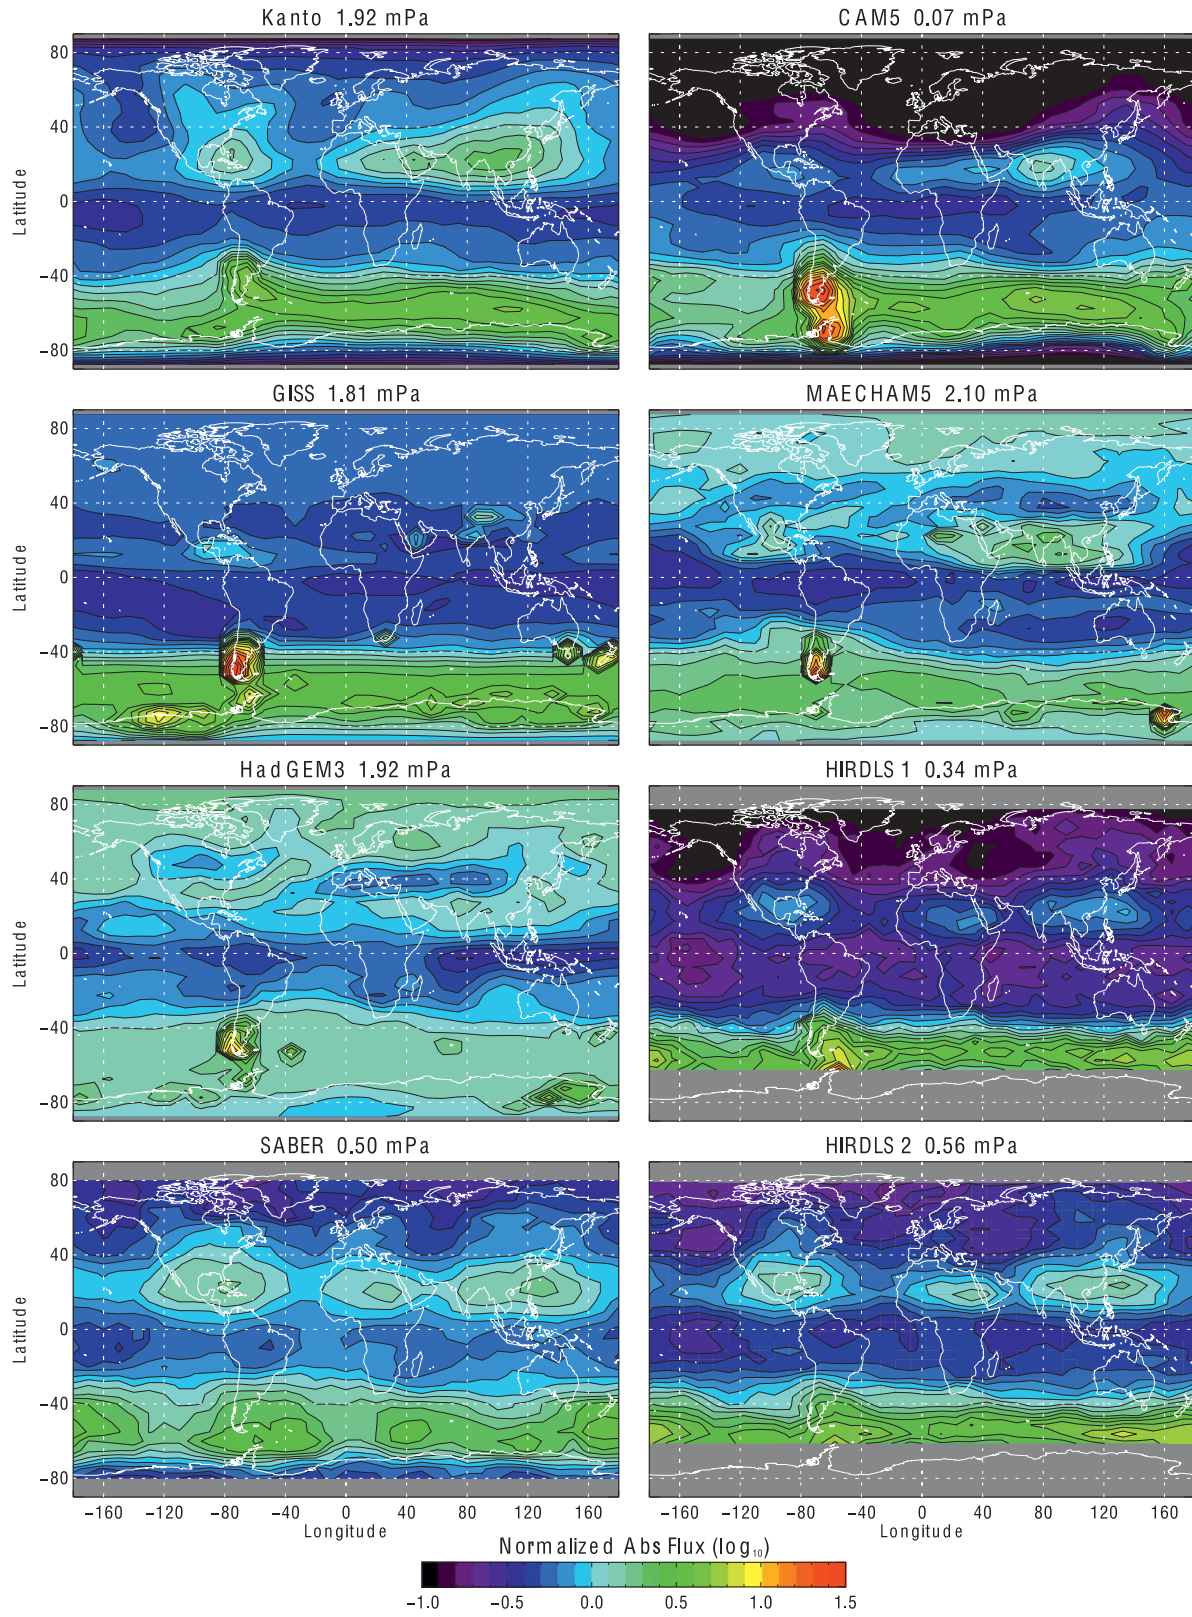 Kanto 1.92 mPa
CAM5 0.07 mPa
Latitude
80
40
0
−40
−80
GISS 1.81 mPa
MAECHAM5 2.10 mPa
Latitude
80
40
0
−40
−80
HadGEM3 1.92 mPa
HIRDLS 1 0.34 mPa
Latitude
80
40
0
−40
−80
SABER 0.50 mPa
HIRDLS 2 0.56 mPa
Latitude
80
40
0
−40
−80
−160 −120 −80 −40 0 40 80 120 160
−160 −120 −80 −40 0 40 80 120 160
Longitude
Longitude
Normalized Abs Flux (log₁₀)
-1.0 -0.5 0.0 0.5 1.0 1.5